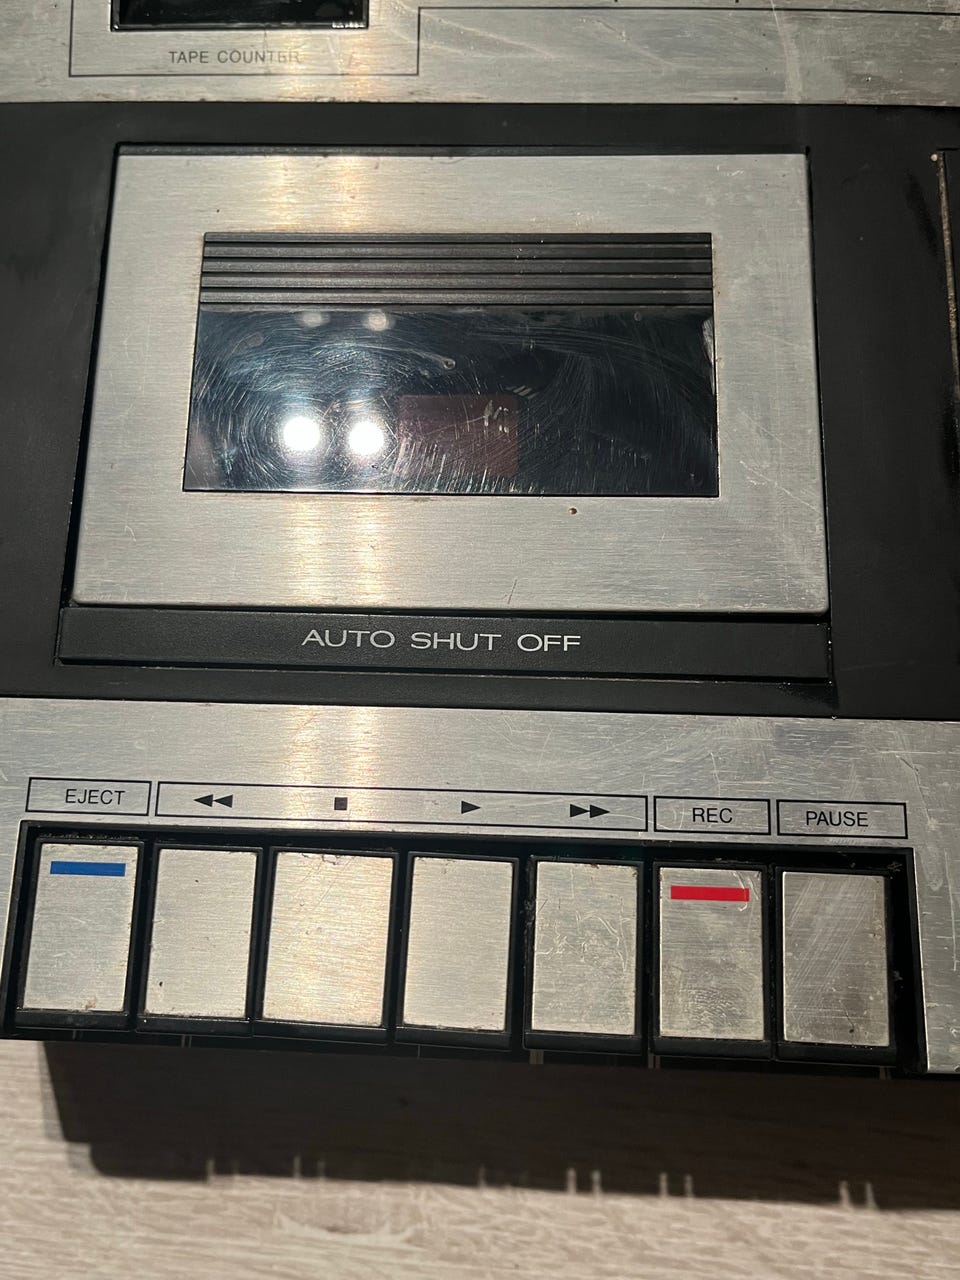 TAPE COUNTER
AUTO SHUT OFF
EJECT ◀◀ ■ ▶ ▶▶ REC PAUSE